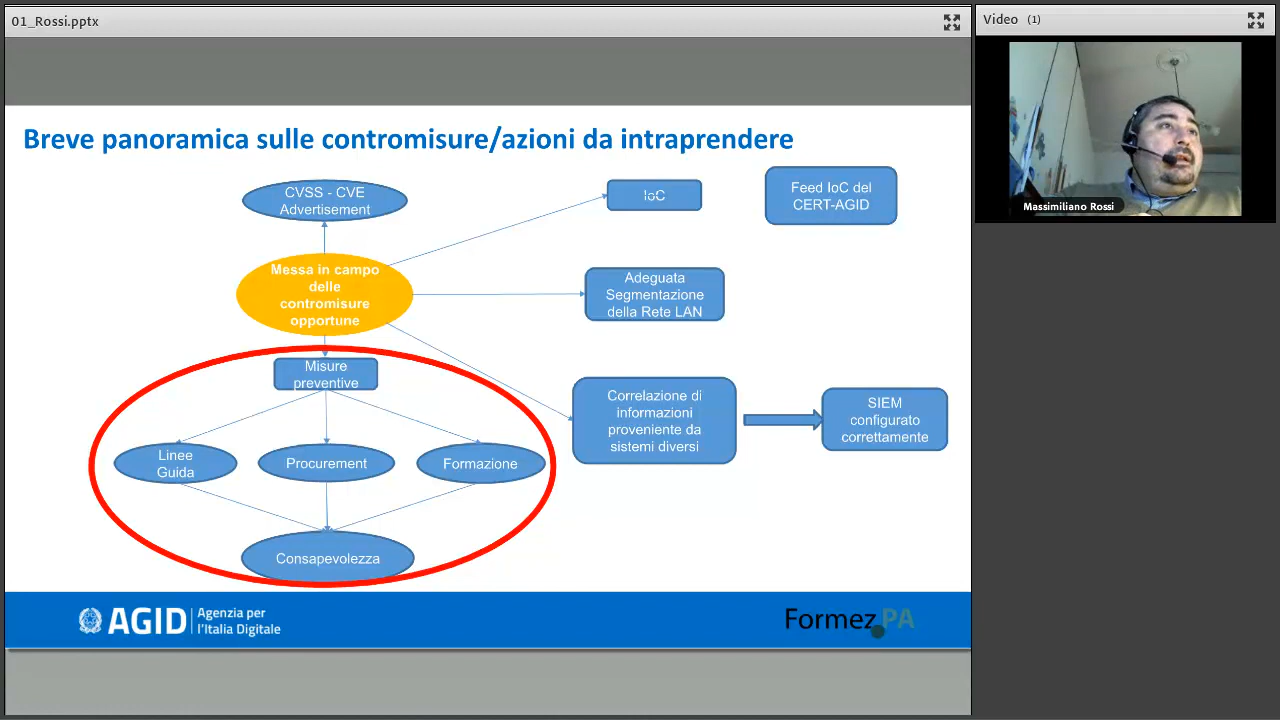 01_Rossi.pptx
Video (1)
Massimiliano Rossi
Breve panoramica sulle contromisure/azioni da intraprendere
CVSS - CVE
Advertisement
IoC
Feed IoC del
CERT-AGID
Messa in campo
delle
contromisure
opportune
Adeguata
Segmentazione
della Rete LAN
Misure
preventive
Correlazione di
informazioni
proveniente da
sistemi diversi
SIEM
configurato
correttamente
Linee
Guida
Procurement
Formazione
Consapevolezza
AGID
Agenzia per
l'Italia Digitale
Formez PA